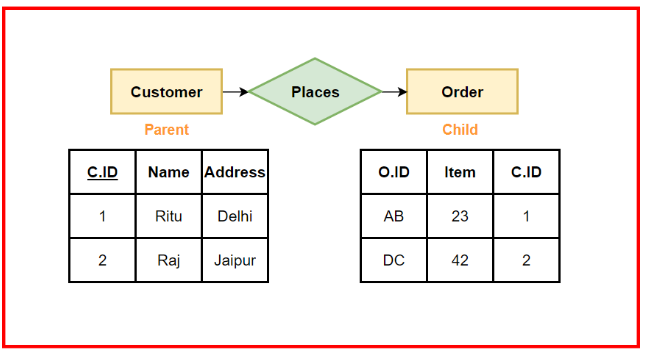 Customer Places Order
Parent Child
C.ID Name Address O.ID Item C.ID
1 Ritu Delhi AB 23 1
2 Raj Jaipur DC 42 2